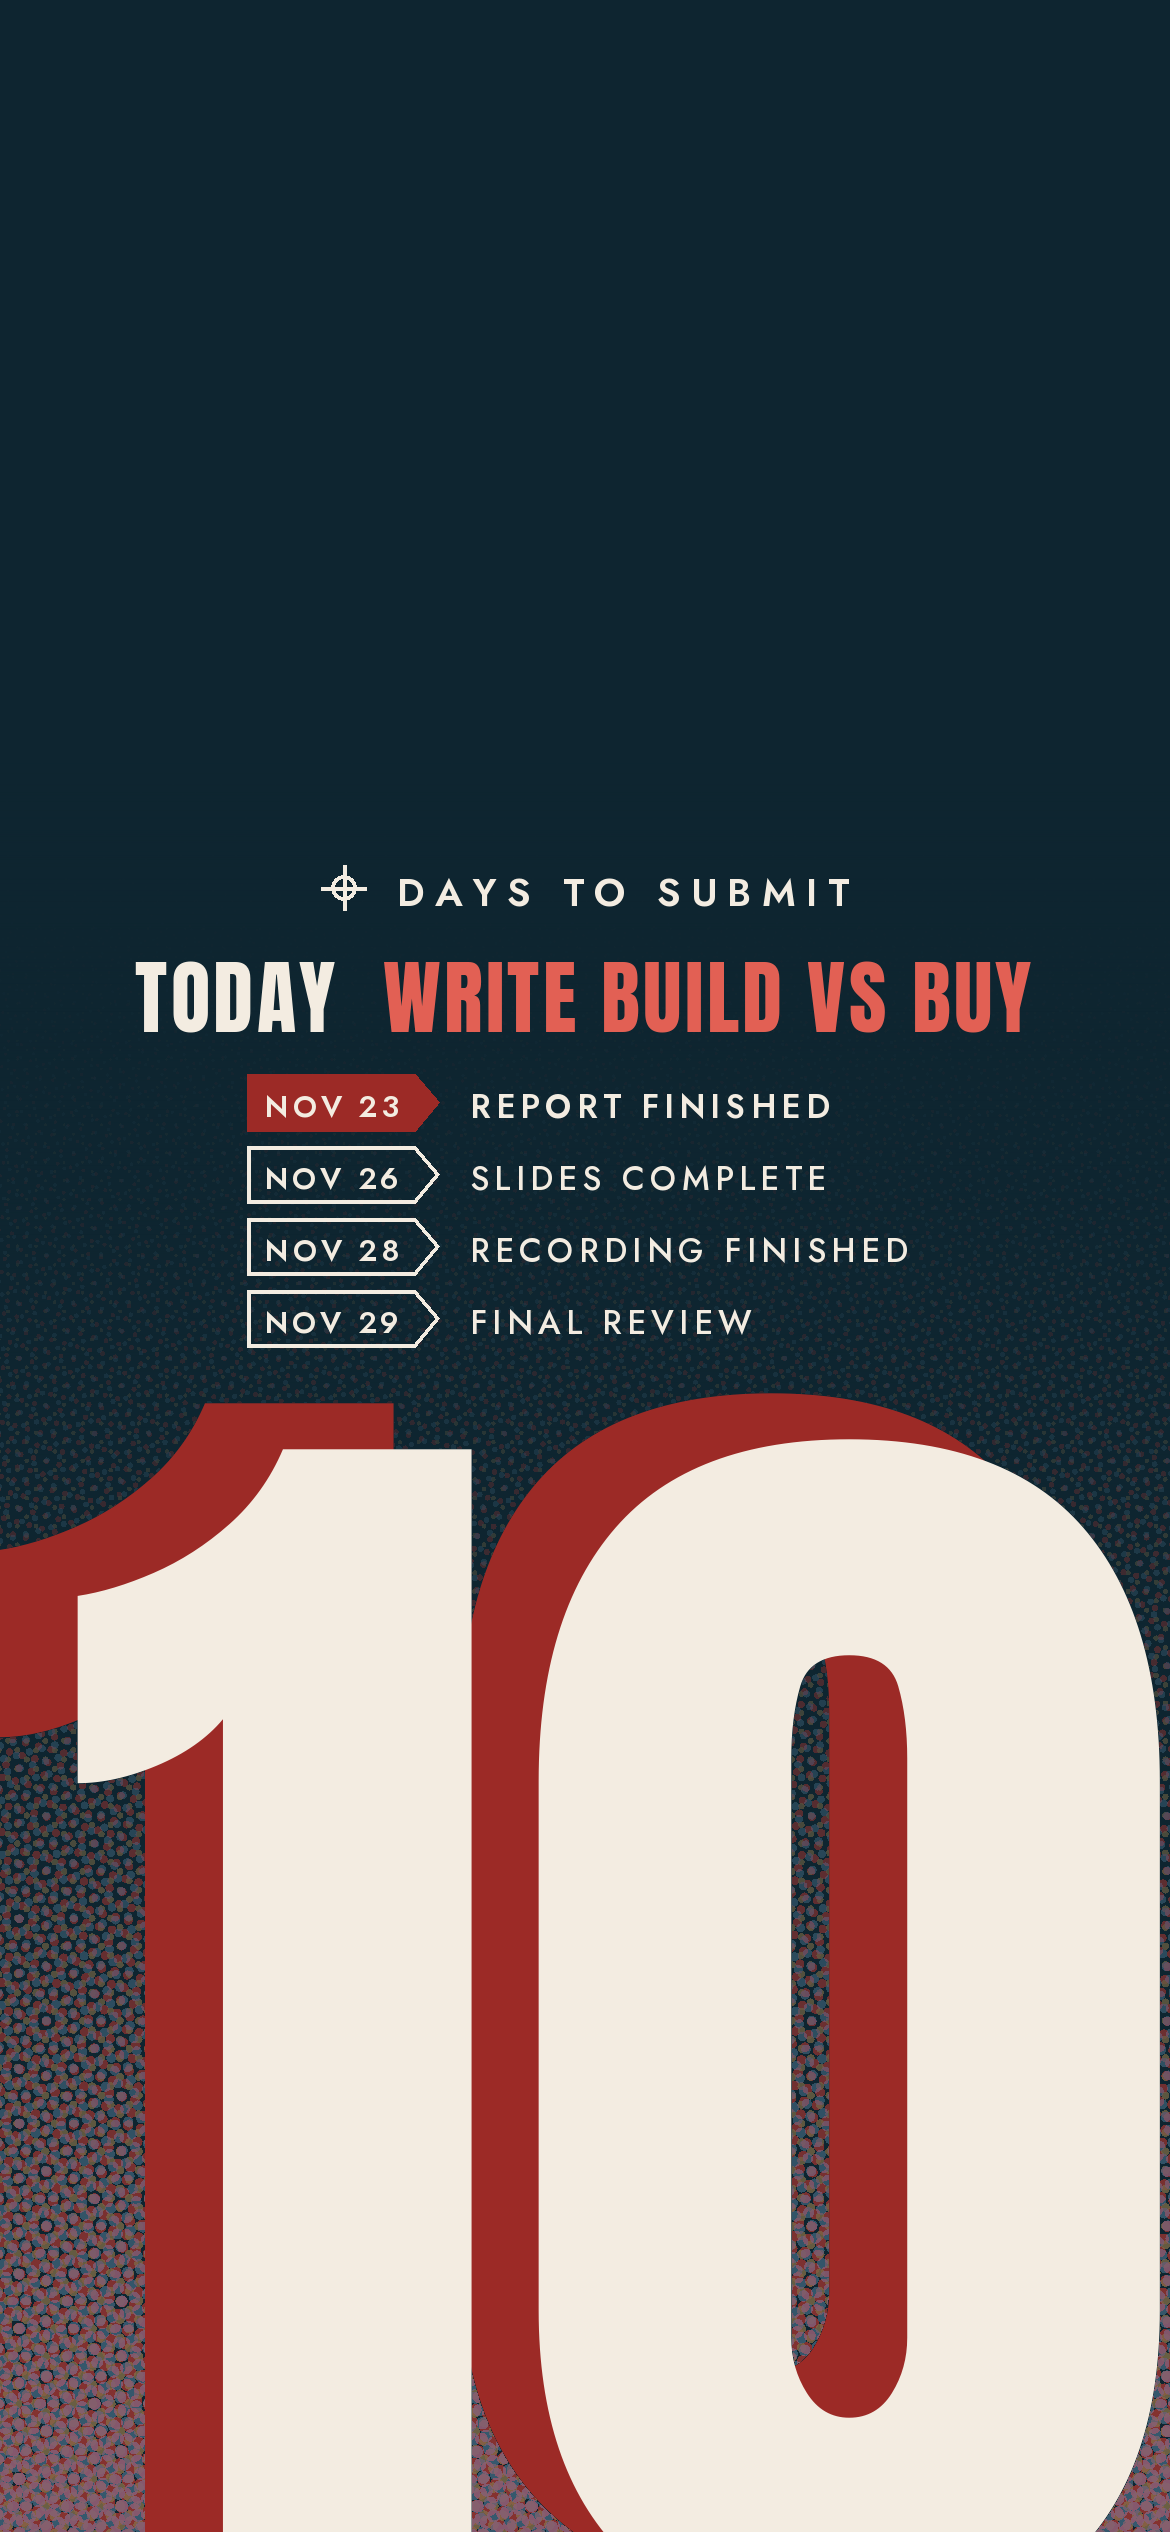 DAYS TO SUBMIT
TODAY WRITE BUILD VS BUY
NOV 23 REPORT FINISHED
NOV 26 SLIDES COMPLETE
NOV 28 RECORDING FINISHED
NOV 29 FINAL REVIEW
10